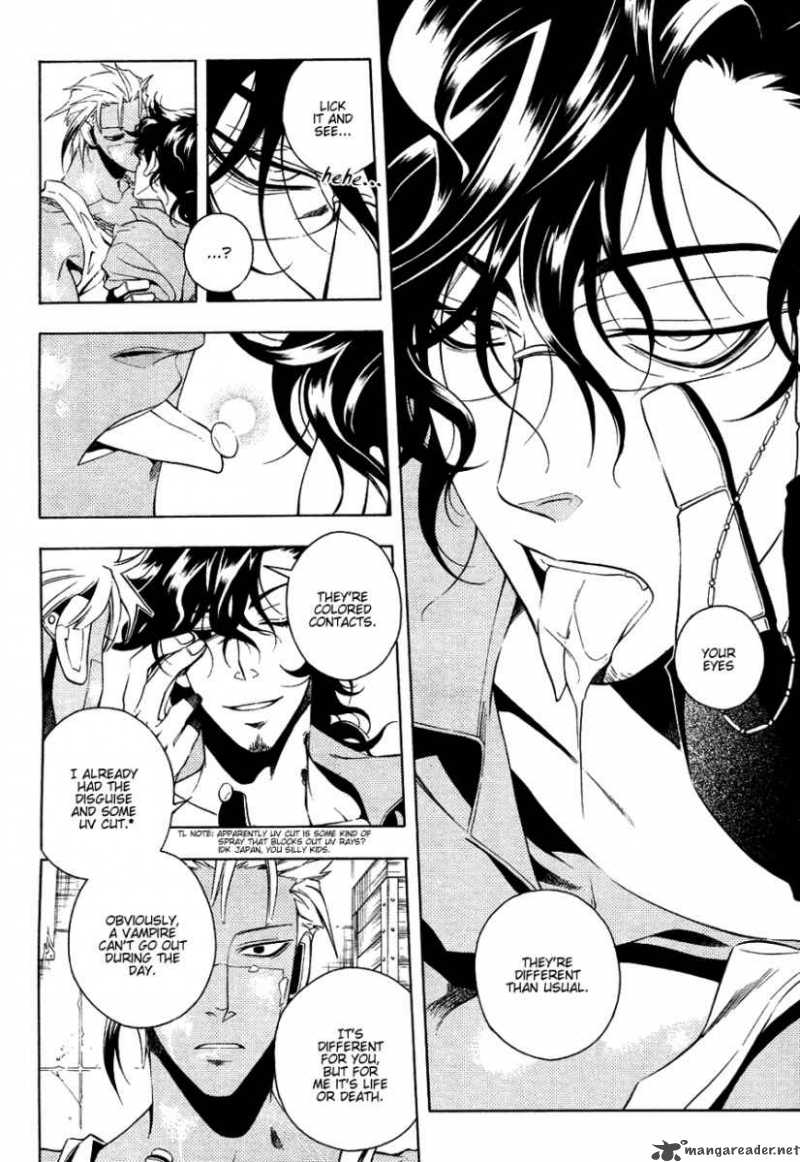 YOUR
EYES
THEY'RE
DIFFERENT
THAN USUAL.
LICK
IT AND
SEE...
hehe...
...?
THEY'RE
COLORED
CONTACTS.
I ALREADY
HAD THE
DISGUISE
AND SOME
UV CUT.*
TL NOTE: APPARENTLY UV CUT IS SOME KIND OF
SPRAY THAT BLOCKS OUT UV RAYS?
IDK JAPAN, YOU SILLY KIDS.
OBVIOUSLY,
A VAMPIRE
CAN'T GO OUT
DURING THE
DAY.
IT'S
DIFFERENT
FOR YOU,
BUT FOR
ME IT'S LIFE
OR DEATH.
mangareader.net